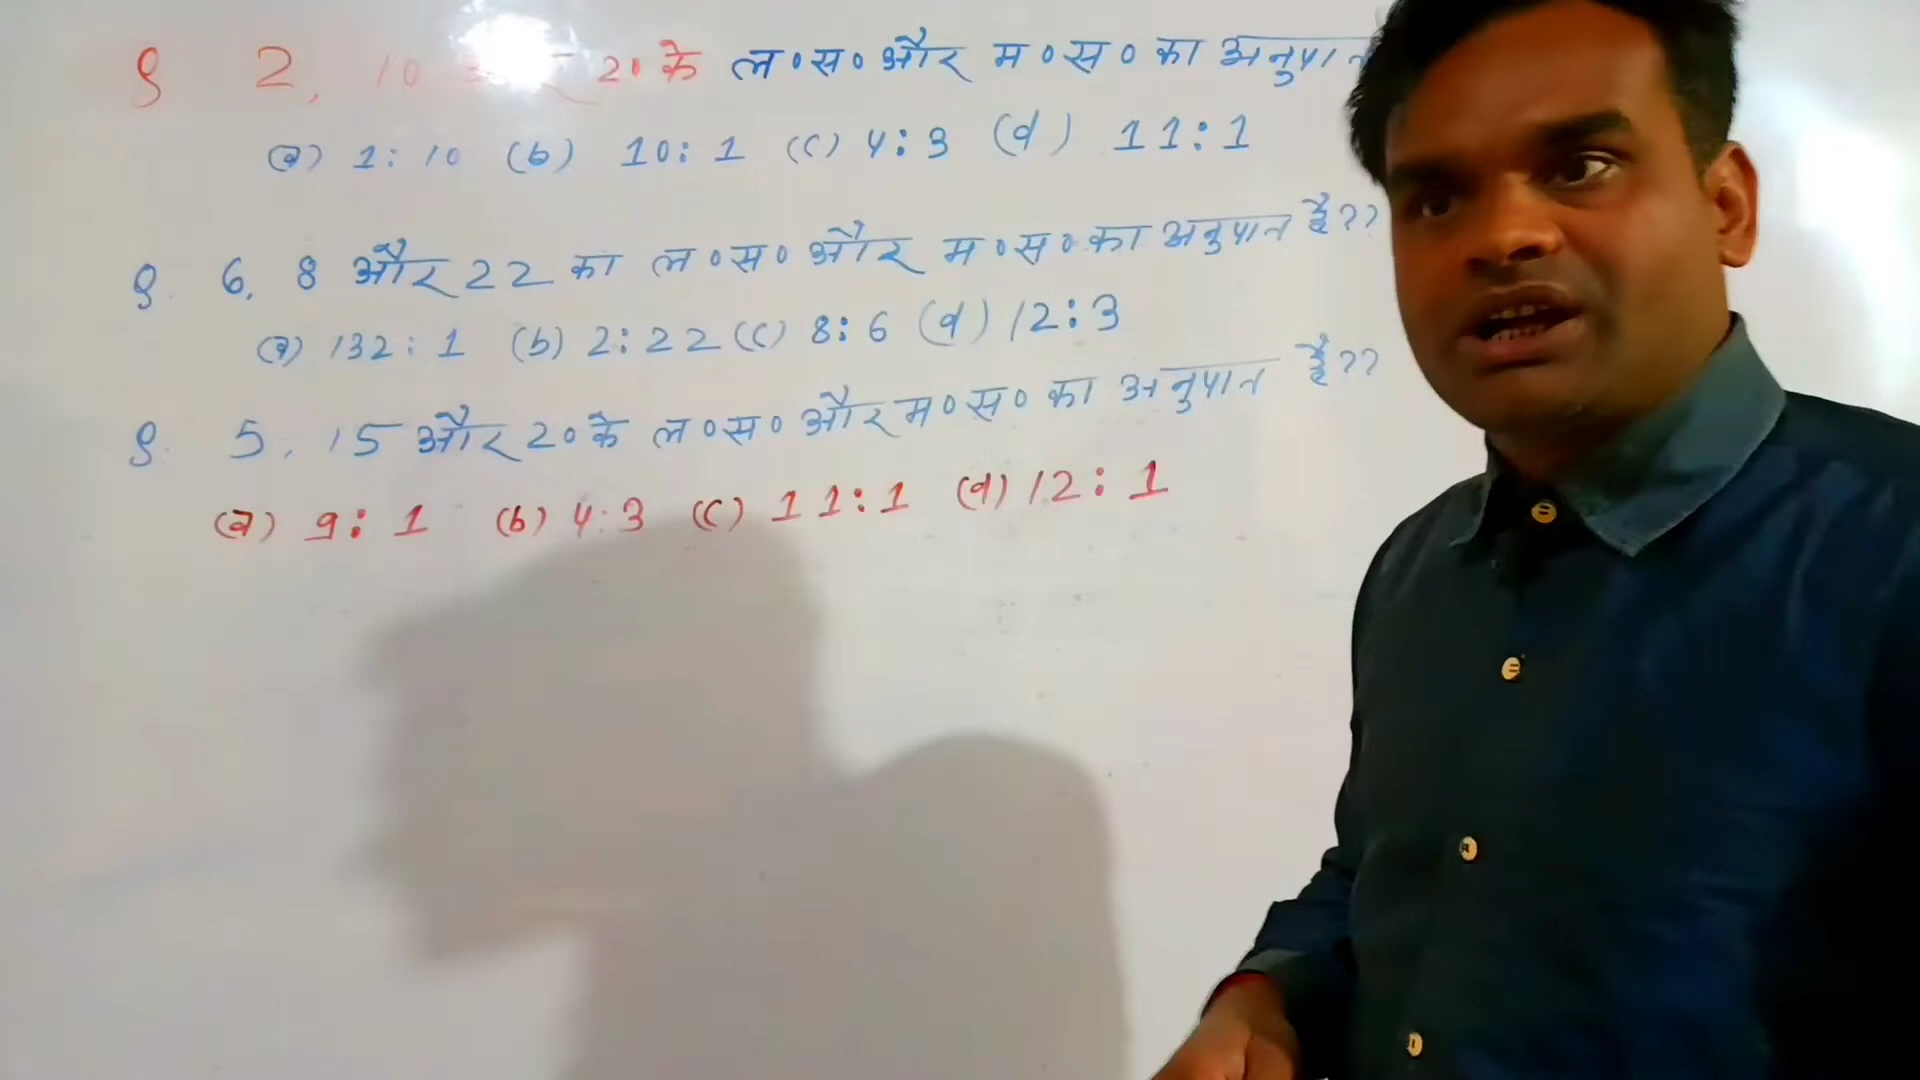 Q 2, 10 20 के ल०स० और म०स० का अनुपात
(a) 1:10 (b) 10:1 (c) 4:3 (d) 11:1
Q. 6, 8 और 22 का ल०स० और म०स० का अनुपात है??
(a) 132:1 (b) 2:22 (c) 8:6 (d) 12:3
Q. 5, 15 और 20 के ल०स० और म०स० का अनुपात है??
(a) 9:1 (b) 4:3 (c) 11:1 (d) 12:1